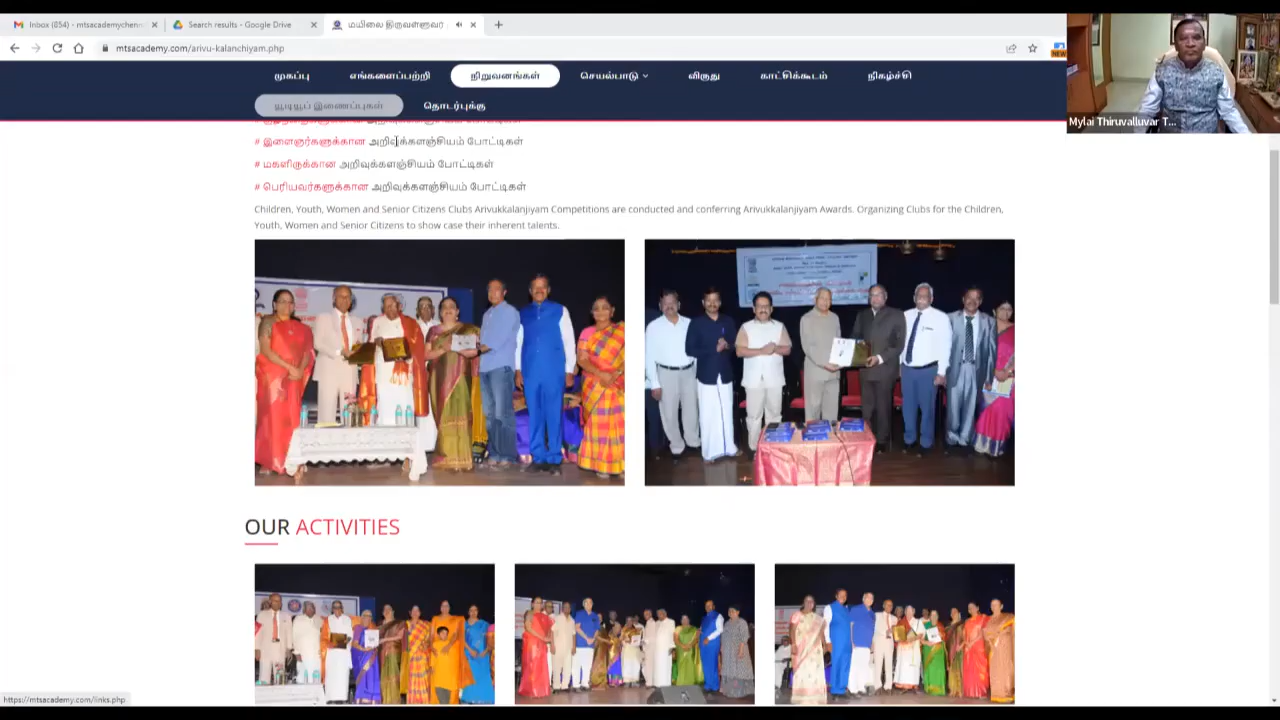 Inbox (854) - mtsacademychenn
Search results - Google Drive
மயிலை திருவள்ளுவர்
mtsacademy.com/arivu-kalanchiyam.php
NEW
முகப்பு எங்களைப்பற்றி நிறுவனங்கள் செயல்பாடு விருது காட்சிக்கூடம் நிகழ்ச்சி
யூடியூப் இணைப்புகள் தொடர்புக்கு
# இளைஞர்களுக்கான அறிவுக்களஞ்சியம் போட்டிகள்
# மகளிருக்கான அறிவுக்களஞ்சியம் போட்டிகள்
# பெரியவர்களுக்கான அறிவுக்களஞ்சியம் போட்டிகள்
Children, Youth, Women and Senior Citizens Clubs Arivukkalanjiyam Competitions are conducted and conferring Arivukkalanjiyam Awards. Organizing Clubs for the Children,
Youth, Women and Senior Citizens to show case their inherent talents.
OUR ACTIVITIES
https://mtsacademy.com/links.php
Mylai Thiruvalluvar T...